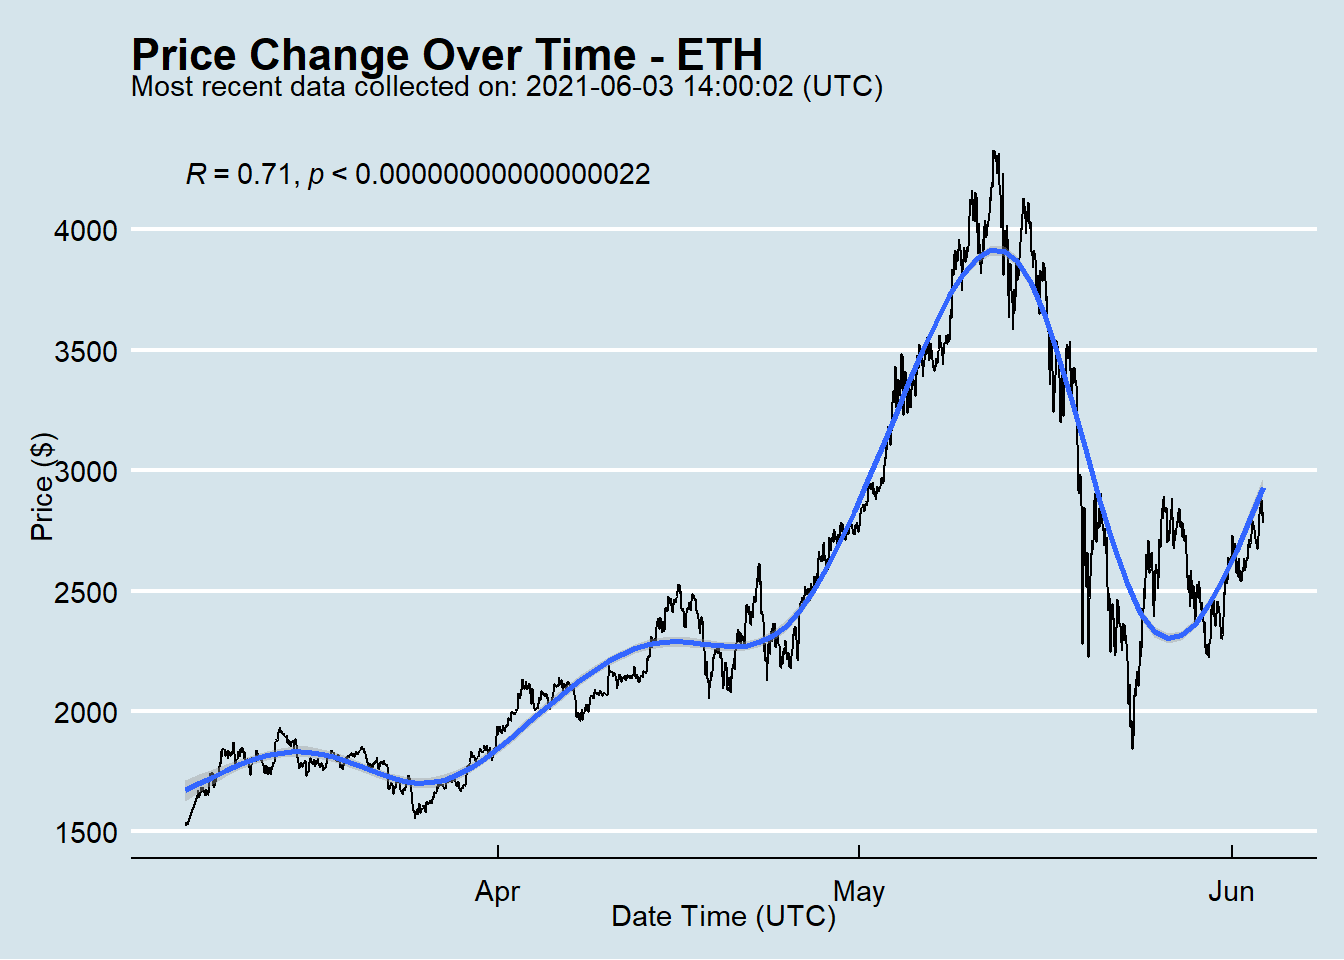 Price Change Over Time - ETH
Most recent data collected on: 2021-06-03 14:00:02 (UTC)
R = 0.71, p < 0.00000000000000022
4000
3500
3000
2500
2000
1500
Price ($)
Apr
May
Jun
Date Time (UTC)